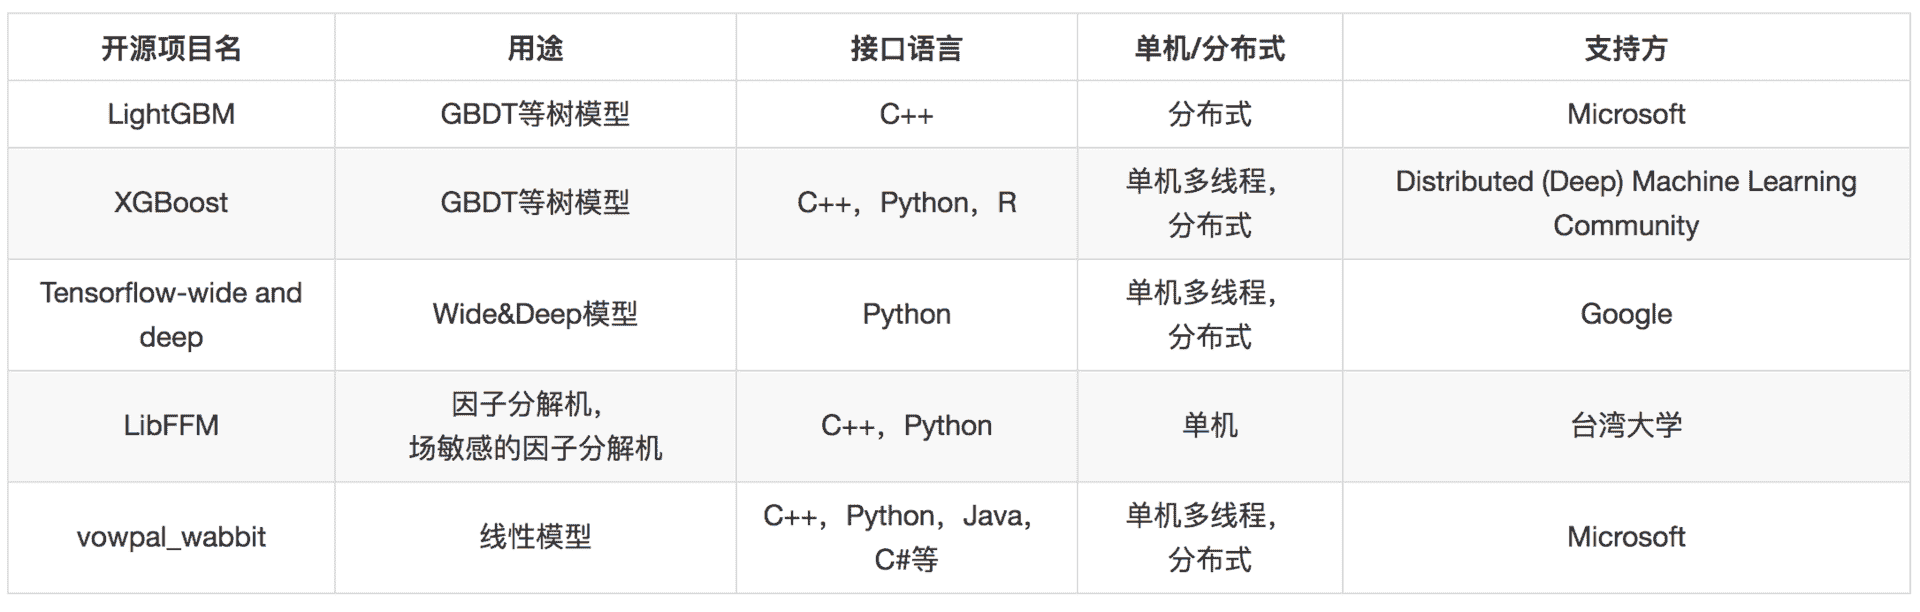 开源项目名 用途 接口语言 单机/分布式 支持方
LightGBM GBDT等树模型 C++ 分布式 Microsoft
XGBoost GBDT等树模型 C++，Python，R 单机多线程，
分布式 Distributed (Deep) Machine Learning
Community
Tensorflow-wide and
deep Wide&Deep模型 Python 单机多线程，
分布式 Google
LibFFM 因子分解机，
场敏感的因子分解机 C++，Python 单机 台湾大学
vowpal_wabbit 线性模型 C++，Python，Java，
C#等 单机多线程，
分布式 Microsoft